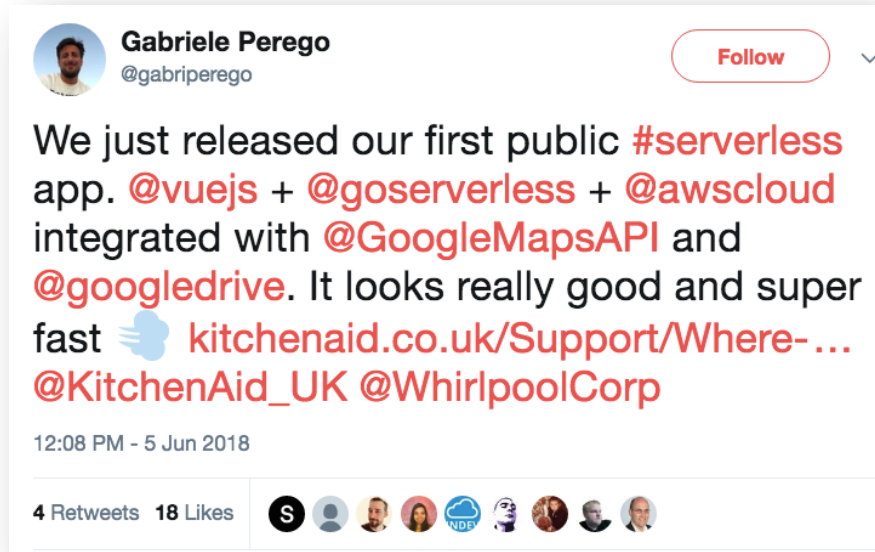 Gabriele Perego
@gabriperego
Follow
We just released our first public #serverless
app. @vuejs + @goserverless + @awscloud
integrated with @GoogleMapsAPI and
@googledrive. It looks really good and super
fast 💨 kitchenaid.co.uk/Support/Where-…
@KitchenAid_UK @WhirlpoolCorp
12:08 PM - 5 Jun 2018
4 Retweets 18 Likes
S
NDEV